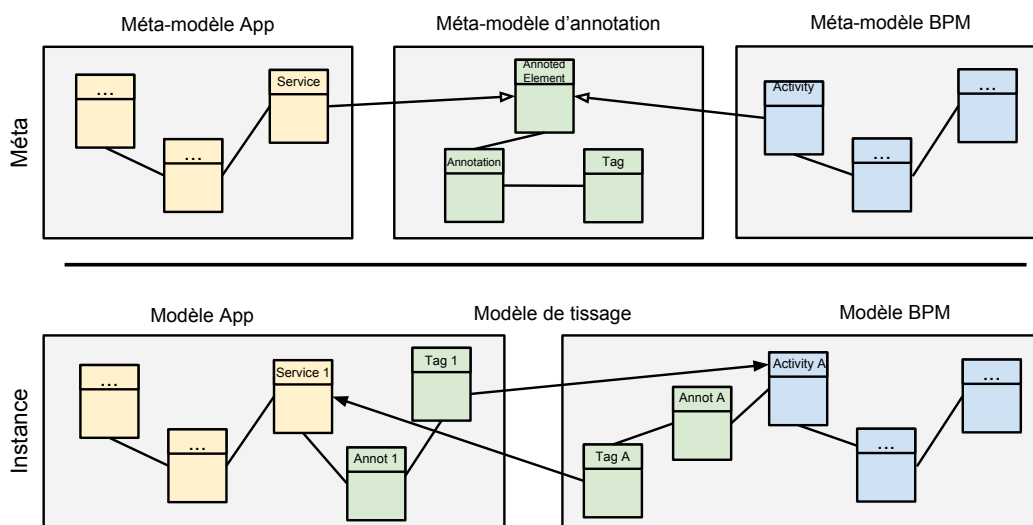 Méta-modèle App
Méta-modèle d'annotation
Méta-modèle BPM
Méta
...
...
Service
Annoted
Element
Annotation
Tag
Activity
...
...
Modèle App
Modèle de tissage
Modèle BPM
Instance
...
...
Service 1
Tag 1
Annot 1
Tag A
Annot A
Activity A
...
...